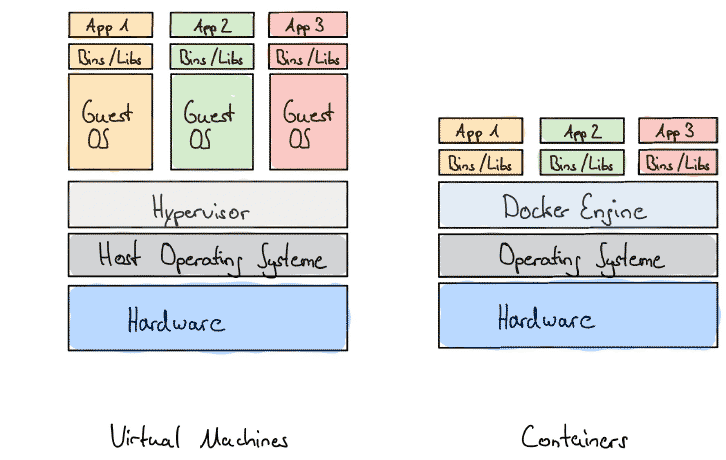 App 1
App 2
App 3
Bins/Libs
Bins/Libs
Bins/Libs
Guest
OS
Guest
OS
Guest
OS
Hypervisor
Host Operating Systeme
Hardware
Virtual Machines
App 1
App 2
App 3
Bins/Libs
Bins/Libs
Bins/Libs
Docker Engine
Operating Systeme
Hardware
Containers